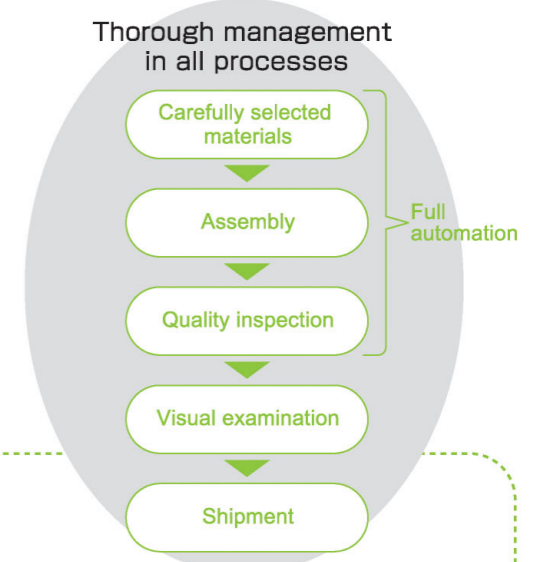 Thorough management
in all processes
Carefully selected
materials
Assembly
Full
automation
Quality inspection
Visual examination
Shipment